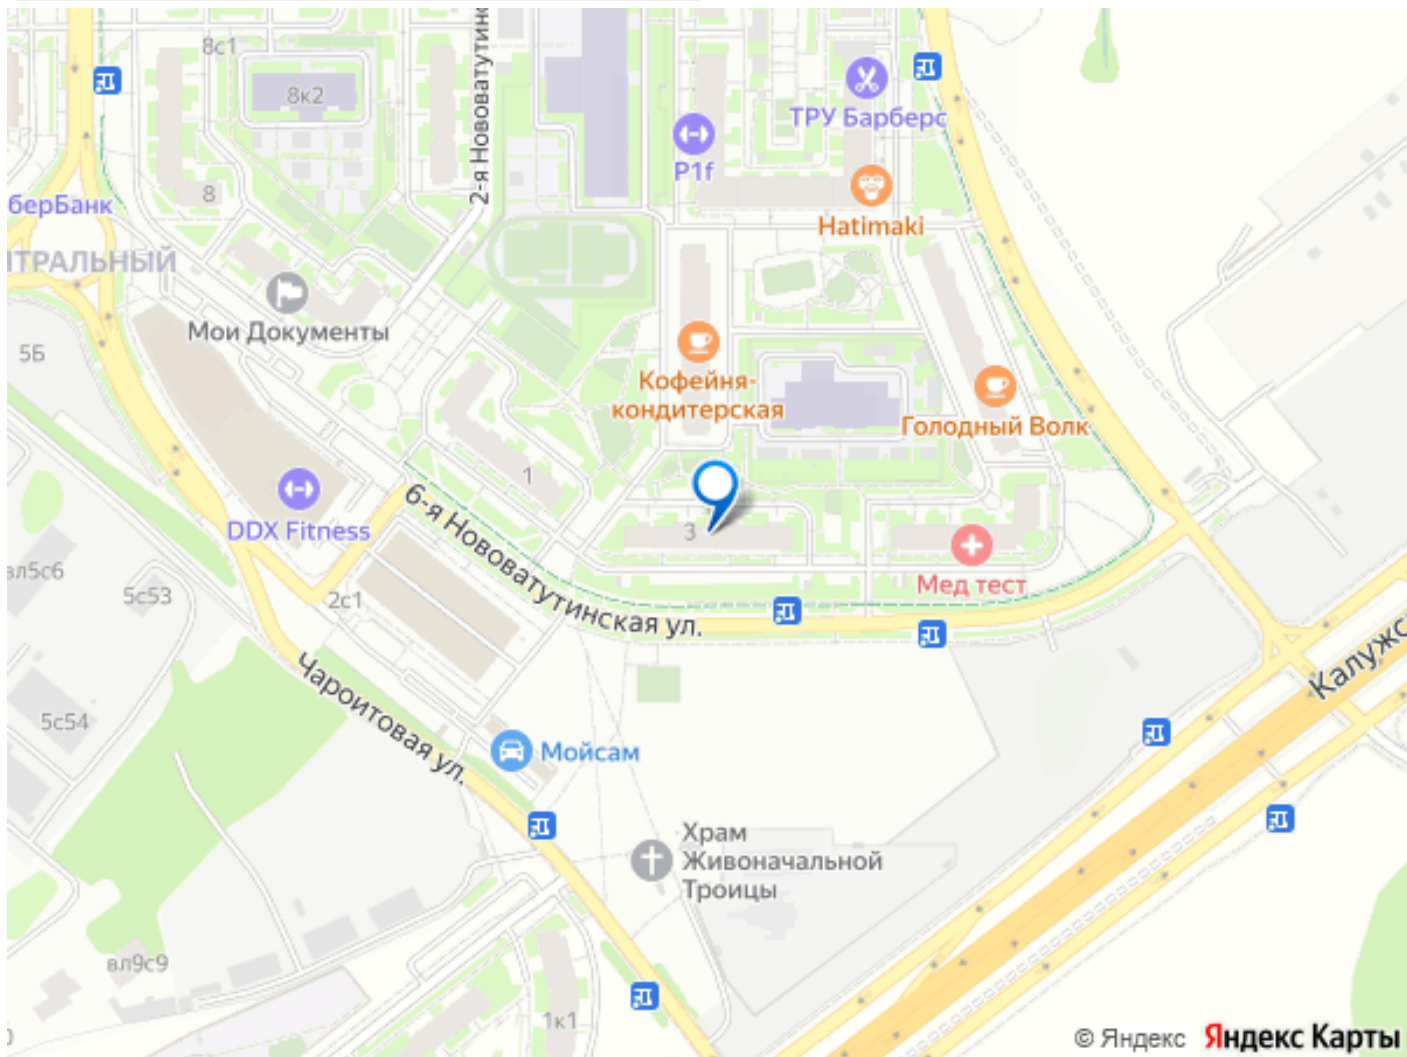 8с1
8к2
2-я Нововатутинс
ТРУ Барберс
P1f
8
берБанк
Hatimaki
НТРАЛЬНЫЙ
Мои Документы
5Б
Кофейня-
кондитерская
Голодный Волк
1
6-я Нововатутинская ул.
DDX Fitness
3
Мед тест
вл5с6
5с53
2с1
Калужс
Чароитовая ул.
5с54
Мойсам
Храм
Живоначальной
Троицы
вл9с9
1к1
© Яндекс Яндекс Карты